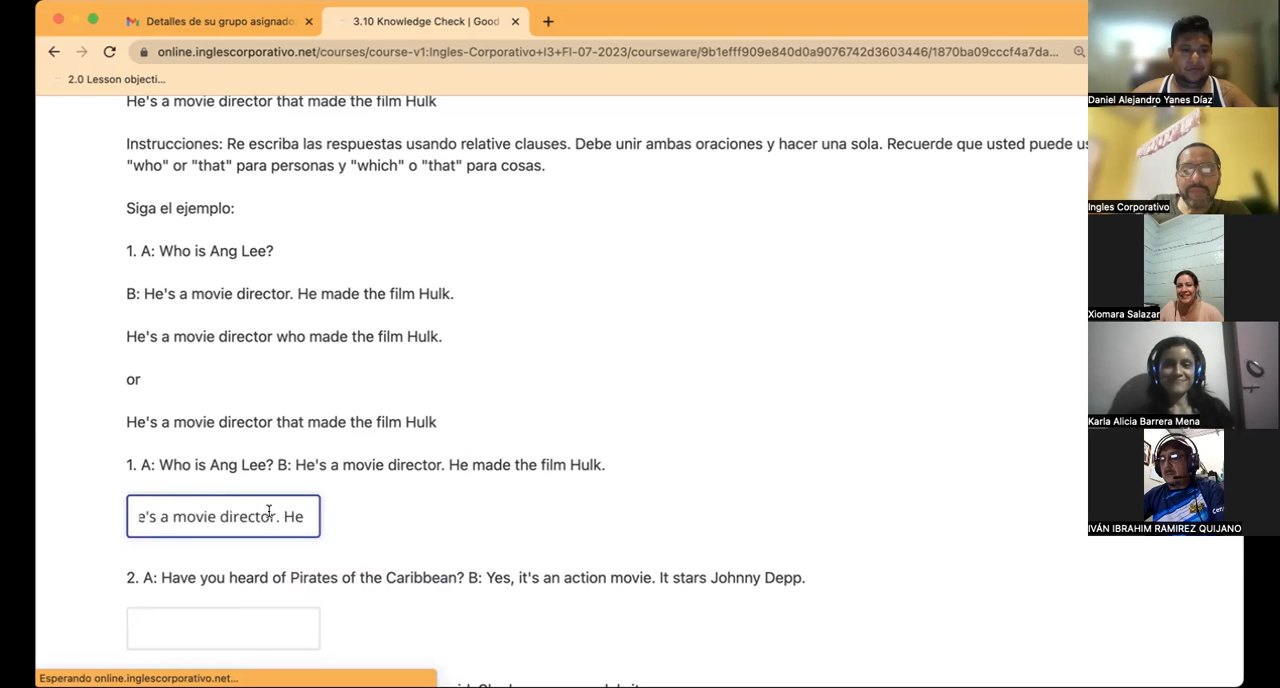 Detalles de su grupo asignado
3.10 Knowledge Check | Good
online.inglescorporativo.net/courses/course-v1:Ingles-Corporativo+I3+FI-07-2023/courseware/9b1efff909e840d0a9076742d3603446/1870ba09cccf4a7da...
2.0 Lesson objecti...
He's a movie director that made the film Hulk
Instrucciones: Re escriba las respuestas usando relative clauses. Debe unir ambas oraciones y hacer una sola. Recuerde que usted puede
"who" or "that" para personas y "which" o "that" para cosas.
Siga el ejemplo:
1. A: Who is Ang Lee?
B: He's a movie director. He made the film Hulk.
He's a movie director who made the film Hulk.
or
He's a movie director that made the film Hulk
1. A: Who is Ang Lee? B: He's a movie director. He made the film Hulk.
e's a movie director. He
2. A: Have you heard of Pirates of the Caribbean? B: Yes, it's an action movie. It stars Johnny Depp.
Esperando online.inglescorporativo.net...
Daniel Alejandro Yanes Díaz
Ingles Corporativo
Xiomara Salazar
Karla Alicia Barrera Mena
IVÁN IBRAHIM RAMIREZ QUIJANO